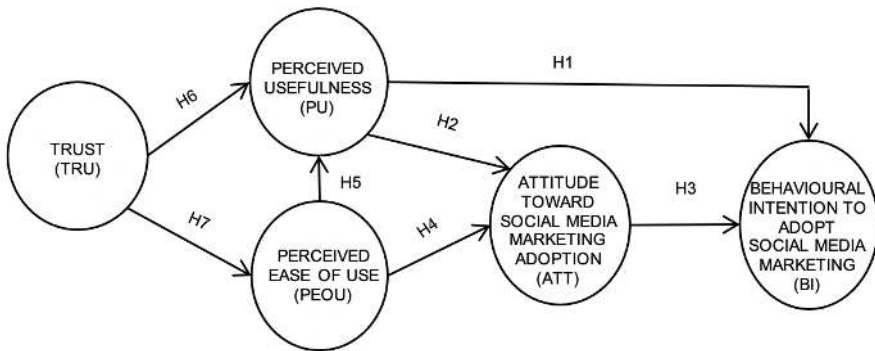 TRUST
(TRU)
H6
H7
PERCEIVED
USEFULNESS
(PU)
H5
PERCEIVED
EASE OF USE
(PEOU)
H1
H2
H4
ATTITUDE
TOWARD
SOCIAL MEDIA
MARKETING
ADOPTION
(ATT)
H3
BEHAVIOURAL
INTENTION TO
ADOPT
SOCIAL MEDIA
MARKETING
(BI)